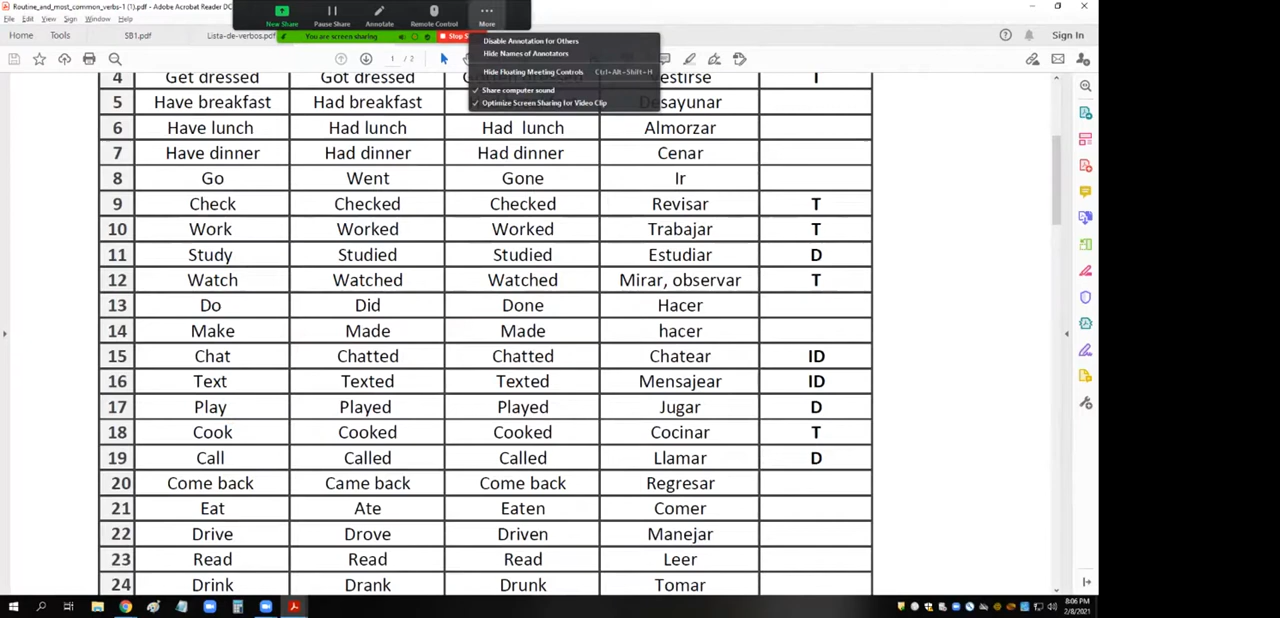 Routine_and_most_common_verbs-1 (1).pdf - Adobe Acrobat Reader DC
File Edit View Sign Window Help
Home Tools SB1.pdf Lista-de-verbos.pdf Sign In
New Share Pause Share Annotate Remote Control More
You are screen sharing Stop S
Disable Annotation for Others
Hide Names of Annotators
Hide Floating Meeting Controls Ctrl+Alt+Shift+H
Share computer sound
Optimize Screen Sharing for Video Clip
1 / 2
4 Get dressed Got dressed estirse T
5 Have breakfast Had breakfast Desayunar
6 Have lunch Had lunch Had lunch Almorzar
7 Have dinner Had dinner Had dinner Cenar
8 Go Went Gone Ir
9 Check Checked Checked Revisar T
10 Work Worked Worked Trabajar T
11 Study Studied Studied Estudiar D
12 Watch Watched Watched Mirar, observar T
13 Do Did Done Hacer
14 Make Made Made hacer
15 Chat Chatted Chatted Chatear ID
16 Text Texted Texted Mensajear ID
17 Play Played Played Jugar D
18 Cook Cooked Cooked Cocinar T
19 Call Called Called Llamar D
20 Come back Came back Come back Regresar
21 Eat Ate Eaten Comer
22 Drive Drove Driven Manejar
23 Read Read Read Leer
24 Drink Drank Drunk Tomar
8:06 PM
2/8/2021